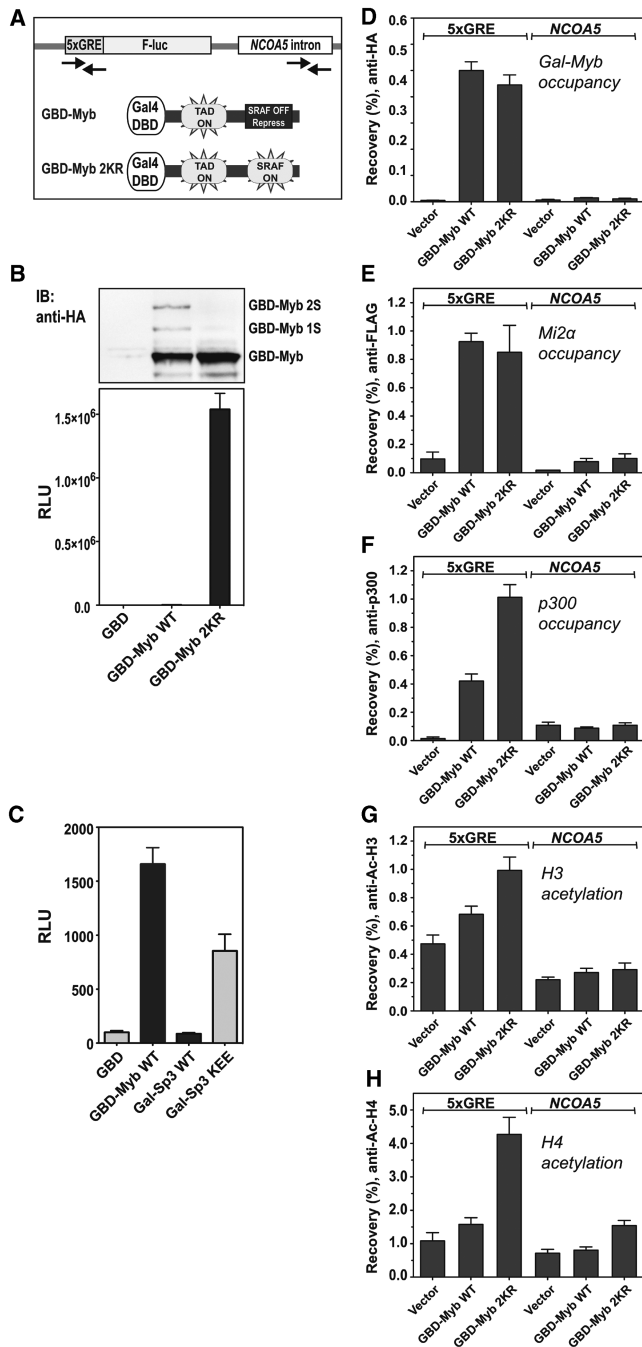 A
5xGRE
F-luc
NCOA5 intron
GBD-Myb
Gal4
DBD
TAD
ON
SRAF OFF
Repress
GBD-Myb 2KR
Gal4
DBD
TAD
ON
SRAF
ON
B
IB:
anti-HA
GBD-Myb 2S
GBD-Myb 1S
GBD-Myb
RLU
1.5×10⁶
1.0×10⁶
0.5×10⁶
0.0
GBD
GBD-Myb WT
GBD-Myb 2KR
C
RLU
2000
1500
1000
500
0
GBD
GBD-Myb WT
Gal-Sp3 WT
Gal-Sp3 KEE
D
5xGRE
NCOA5
Gal-Myb
occupancy
Recovery (%), anti-HA
0.6
0.4
0.2
0.0
Vector
GBD-Myb WT
GBD-Myb 2KR
Vector
GBD-Myb WT
GBD-Myb 2KR
E
5xGRE
NCOA5
Mi2α
occupancy
Recovery (%), anti-FLAG
1.2
1.0
0.8
0.6
0.4
0.2
0.0
Vector
GBD-Myb WT
GBD-Myb 2KR
Vector
GBD-Myb WT
GBD-Myb 2KR
F
5xGRE
NCOA5
p300
occupancy
Recovery (%), anti-p300
1.2
1.0
0.8
0.6
0.4
0.2
0.0
Vector
GBD-Myb WT
GBD-Myb 2KR
Vector
GBD-Myb WT
GBD-Myb 2KR
G
5xGRE
NCOA5
H3
acetylation
Recovery (%), anti-Ac-H3
1.2
1.0
0.8
0.6
0.4
0.2
0.0
Vector
GBD-Myb WT
GBD-Myb 2KR
Vector
GBD-Myb WT
GBD-Myb 2KR
H
5xGRE
NCOA5
H4
acetylation
Recovery (%), anti-Ac-H4
5.0
4.0
3.0
2.0
1.0
0.0
Vector
GBD-Myb WT
GBD-Myb 2KR
Vector
GBD-Myb WT
GBD-Myb 2KR